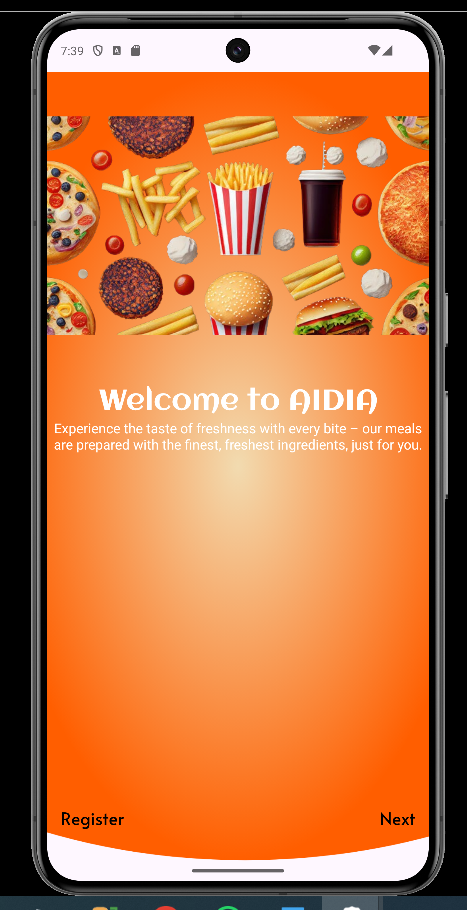 7:39
Welcome to AIDIA
Experience the taste of freshness with every bite – our meals
are prepared with the finest, freshest ingredients, just for you.
Register
Next